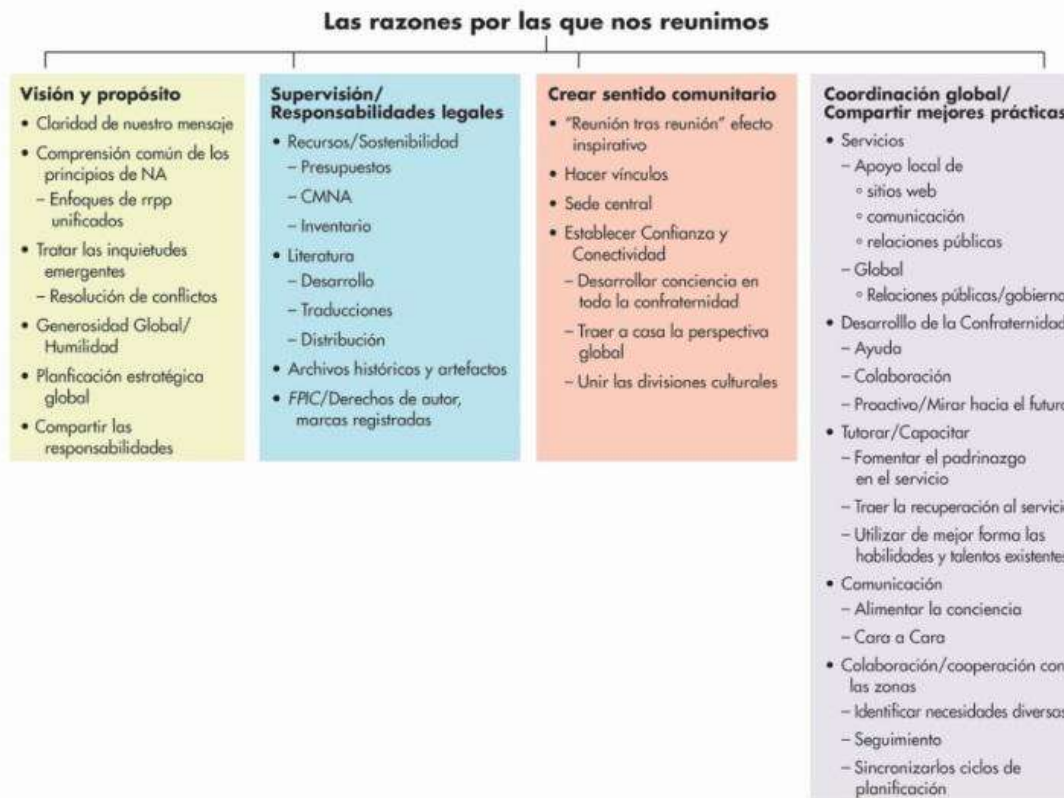 Las razones por las que nos reunimos
Visión y propósito
• Claridad de nuestro mensaje
• Comprensión común de los
principios de NA
– Enfoques de rrpp
unificados
• Tratar las inquietudes
emergentes
– Resolución de conflictos
• Generosidad Global/
Humilidad
• Planficación estratégica
global
• Compartir las
responsabilidades
Supervisión/
Responsabilidades legales
• Recursos/Sostenibilidad
– Presupuestos
– CMNA
– Inventario
• Literatura
– Desarrollo
– Traducciones
– Distribución
• Archivos históricos y artefactos
• FPIC/Derechos de autor,
marcas registradas
Crear sentido comunitario
• "Reunión tras reunión" efecto
inspirativo
• Hacer vínculos
• Sede central
• Establecer Confianza y
Conectividad
– Desarrollar conciencia en
toda la confraternidad
– Traer a casa la perspectiva
global
– Unir las divisiones culturales
Coordinación global/
Compartir mejores prácticas
• Servicios
– Apoyo local de
◦ sitios web
◦ comunicación
◦ relaciones públicas
– Global
◦ Relaciones públicas/gobierno
• Desarrolllo de la Confraternidad
– Ayuda
– Colaboración
– Proactivo/Mirar hacia el futuro
• Tutorar/Capacitar
– Fomentar el padrinazgo
en el servicio
– Traer la recuperación al servicio
– Utilizar de mejor forma las
habilidades y talentos existentes
• Comunicación
– Alimentar la conciencia
– Cara a Cara
• Colaboración/cooperación con
las zonas
– Identificar necesidades diversas
– Seguimiento
– Sincronizarlos ciclos de
planificación